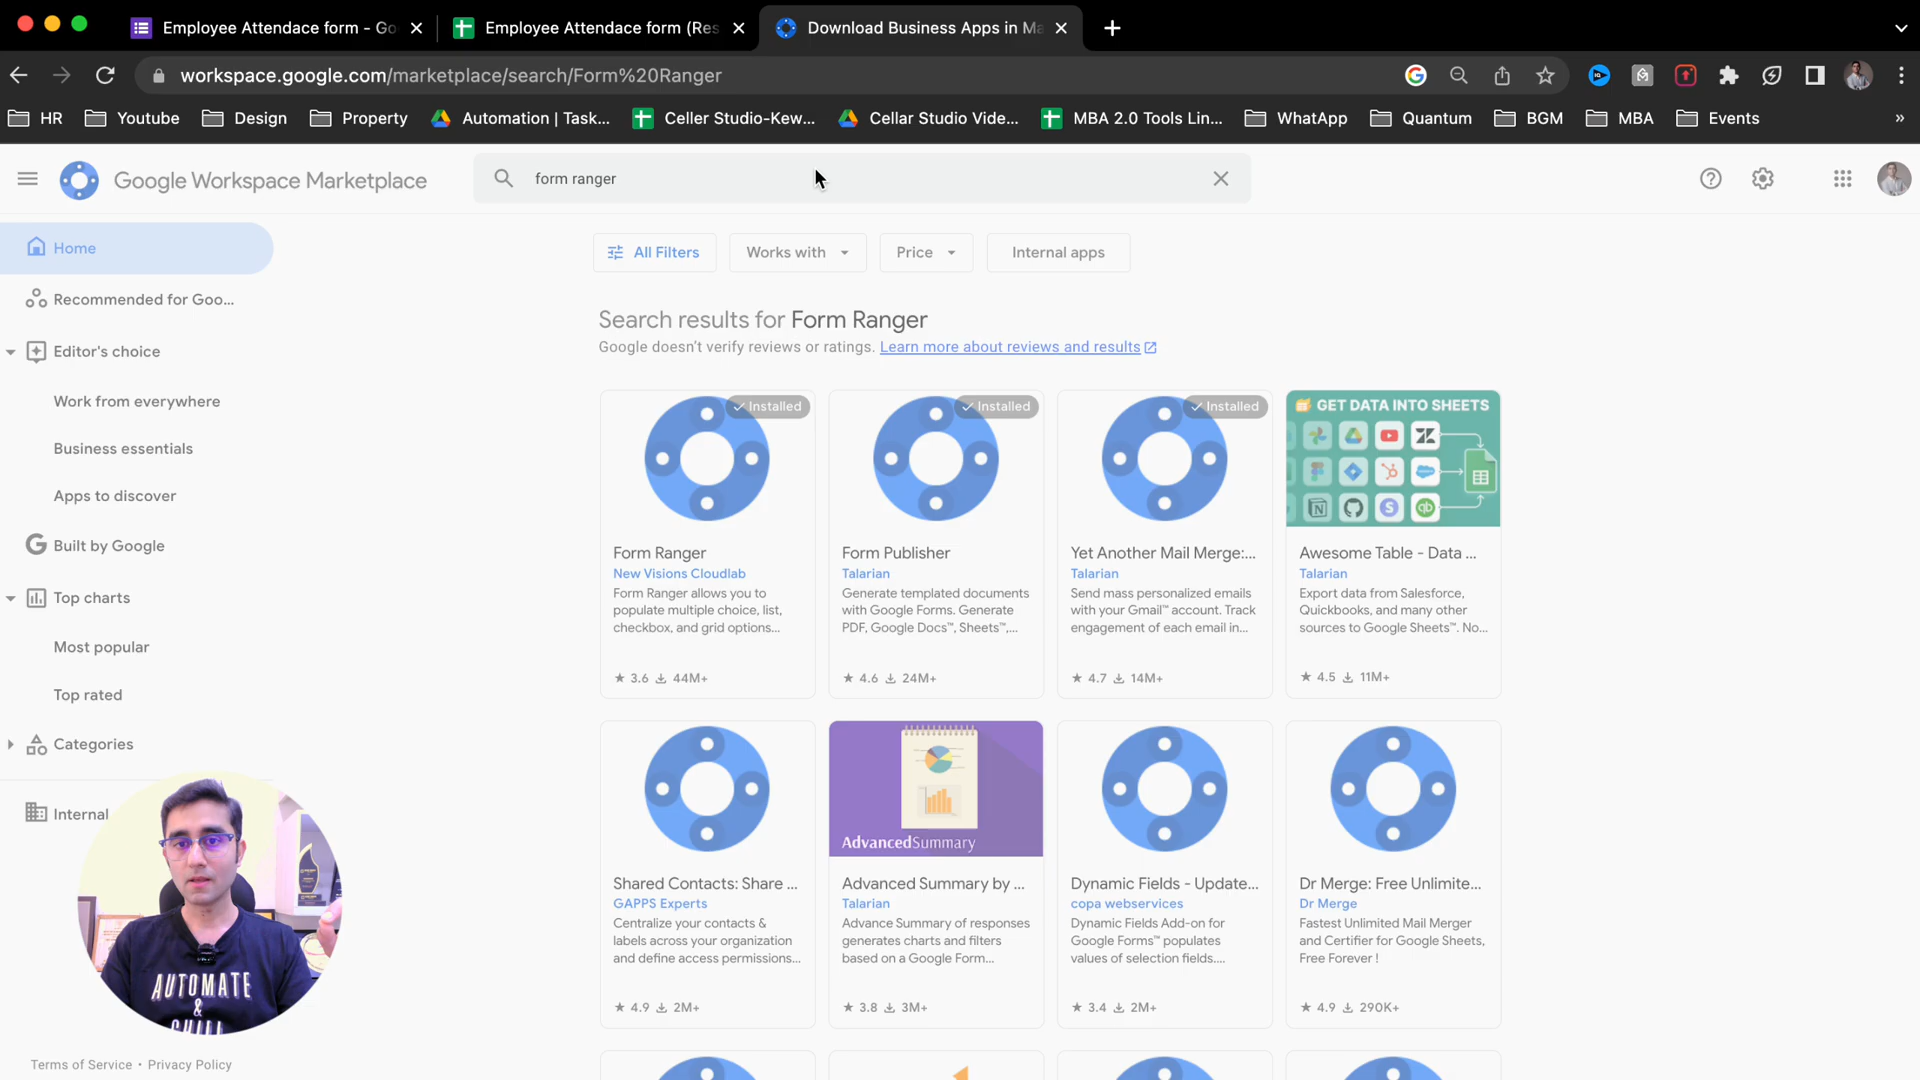 Employee Attendace form - Go
Employee Attendace form (Res
Download Business Apps in Ma
workspace.google.com/marketplace/search/Form%20Ranger
HR
Youtube
Design
Property
Automation | Task...
Celler Studio-Kew...
Cellar Studio Vide...
MBA 2.0 Tools Lin...
WhatApp
Quantum
BGM
MBA
Events
»
Google Workspace Marketplace
form ranger
Home
Recommended for Goo...
Editor's choice
Work from everywhere
Business essentials
Apps to discover
Built by Google
Top charts
Most popular
Top rated
Categories
Internal
All Filters
Works with
Price
Internal apps
Search results for Form Ranger
Google doesn't verify reviews or ratings. Learn more about reviews and results
Installed
Form Ranger
New Visions Cloudlab
Form Ranger allows you to
populate multiple choice, list,
checkbox, and grid options...
3.6 44M+
Installed
Form Publisher
Talarian
Generate templated documents
with Google Forms. Generate
PDF, Google Docs™, Sheets™,...
4.6 24M+
Installed
Yet Another Mail Merge:...
Talarian
Send mass personalized emails
with your Gmail™ account. Track
engagement of each email in...
4.7 14M+
GET DATA INTO SHEETS
Awesome Table - Data ...
Talarian
Export data from Salesforce,
Quickbooks, and many other
sources to Google Sheets™. No...
4.5 11M+
Shared Contacts: Share ...
GAPPS Experts
Centralize your contacts &
labels across your organization
and define access permissions...
4.9 2M+
AdvancedSummary
Advanced Summary by ...
Talarian
Advance Summary of responses
generates charts and filters
based on a Google Form...
3.8 3M+
Dynamic Fields - Update...
copa webservices
Dynamic Fields Add-on for
Google Forms™ populates
values of selection fields....
3.4 2M+
Dr Merge: Free Unlimite...
Dr Merge
Fastest Unlimited Mail Merger
and Certifier for Google Sheets,
Free Forever !
4.9 290K+
AUTOMATE
&
CHILL
Terms of Service • Privacy Policy